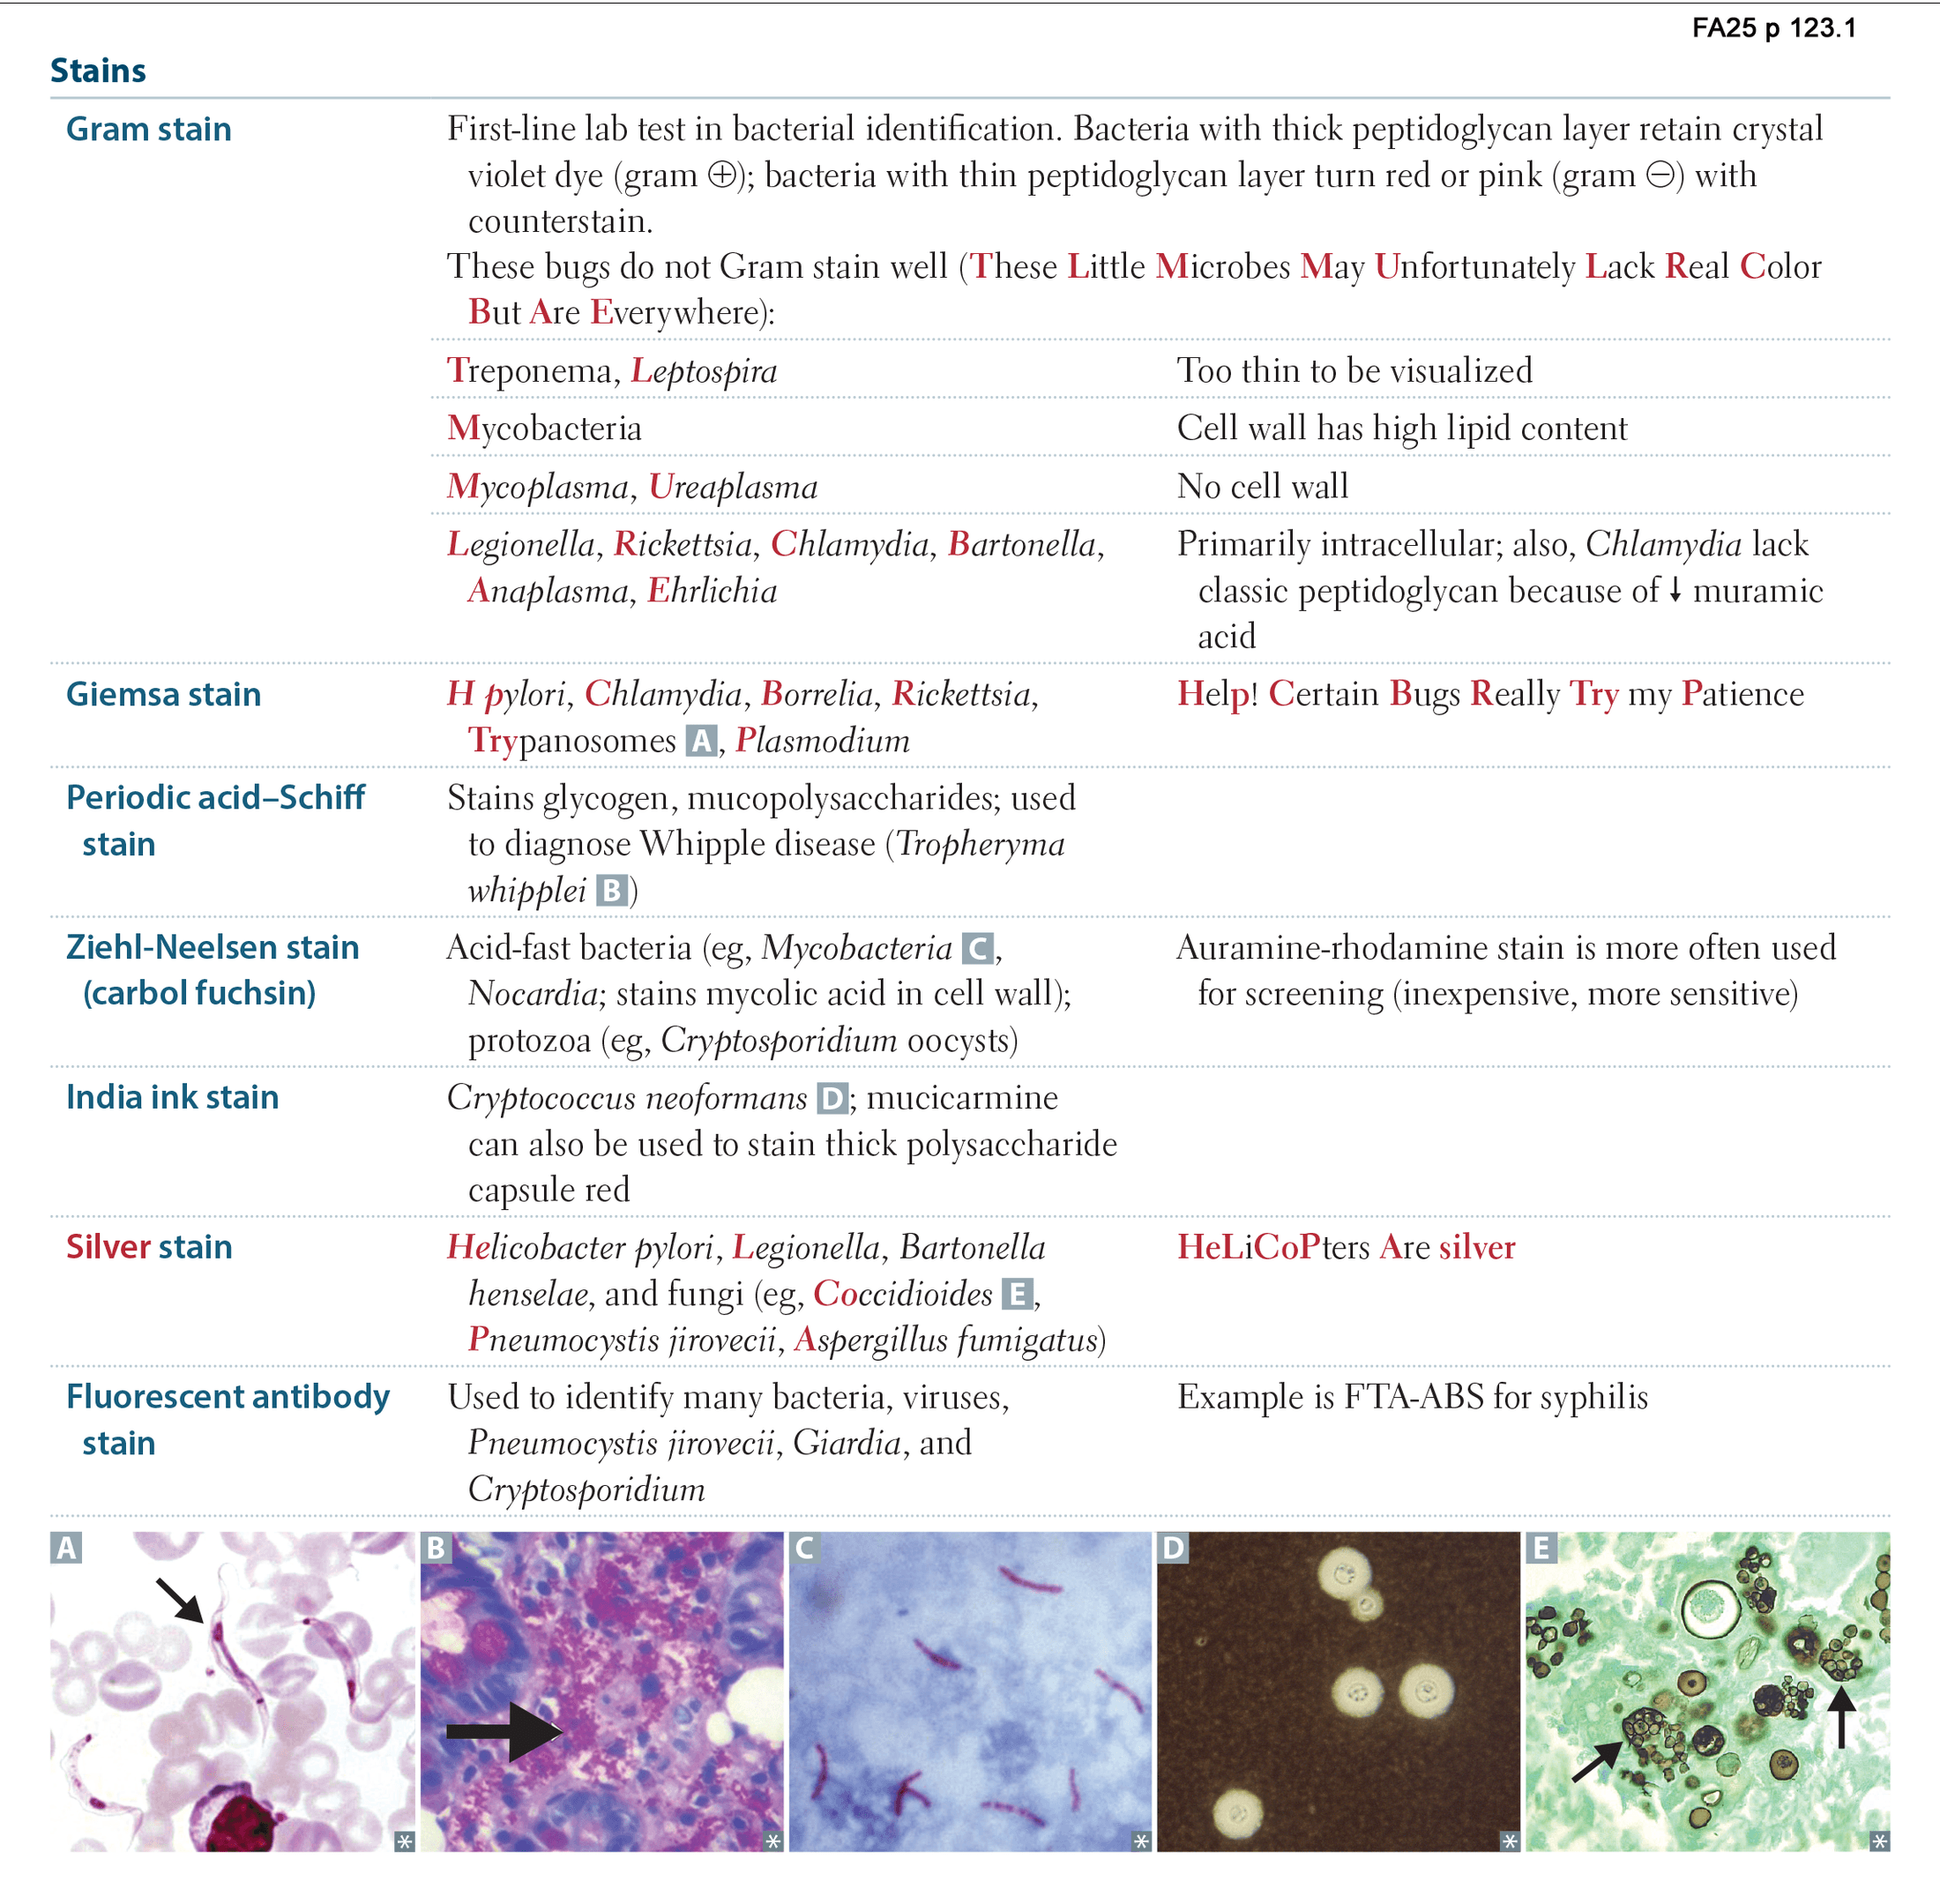 FA25 p 123.1
Stains
Gram stain
First-line lab test in bacterial identification. Bacteria with thick peptidoglycan layer retain crystal
violet dye (gram ⊕); bacteria with thin peptidoglycan layer turn red or pink (gram ⊖) with
counterstain.
These bugs do not Gram stain well (These Little Microbes May Unfortunately Lack Real Color
But Are Everywhere):
Treponema, Leptospira
Too thin to be visualized
Mycobacteria
Cell wall has high lipid content
Mycoplasma, Ureaplasma
No cell wall
Legionella, Rickettsia, Chlamydia, Bartonella,
Anaplasma, Ehrlichia
Primarily intracellular; also, Chlamydia lack
classic peptidoglycan because of ↓ muramic
acid
Giemsa stain
H pylori, Chlamydia, Borrelia, Rickettsia,
Trypanosomes A, Plasmodium
Help! Certain Bugs Really Try my Patience
Periodic acid–Schiff
stain
Stains glycogen, mucopolysaccharides; used
to diagnose Whipple disease (Tropheryma
whipplei B)
Ziehl-Neelsen stain
(carbol fuchsin)
Acid-fast bacteria (eg, Mycobacteria C,
Nocardia; stains mycolic acid in cell wall);
protozoa (eg, Cryptosporidium oocysts)
Auramine-rhodamine stain is more often used
for screening (inexpensive, more sensitive)
India ink stain
Cryptococcus neoformans D; mucicarmine
can also be used to stain thick polysaccharide
capsule red
Silver stain
Helicobacter pylori, Legionella, Bartonella
henselae, and fungi (eg, Coccidioides E,
Pneumocystis jirovecii, Aspergillus fumigatus)
HeLiCoPters Are silver
Fluorescent antibody
stain
Used to identify many bacteria, viruses,
Pneumocystis jirovecii, Giardia, and
Cryptosporidium
Example is FTA-ABS for syphilis
A
B
C
D
E
*
*
*
*
*